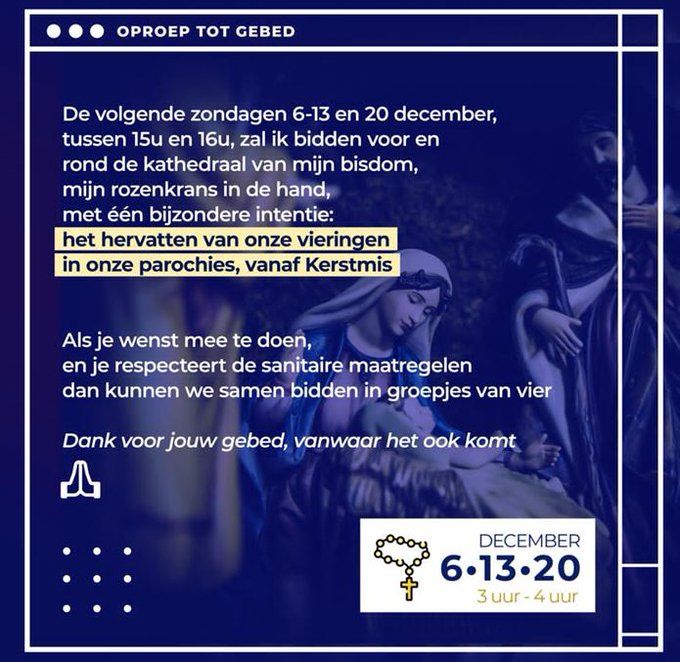 OPROEP TOT GEBED
De volgende zondagen 6-13 en 20 december,
tussen 15u en 16u, zal ik bidden voor en
rond de kathedraal van mijn bisdom,
mijn rozenkrans in de hand,
met één bijzondere intentie:
het hervatten van onze vieringen
in onze parochies, vanaf Kerstmis
Als je wenst mee te doen,
en je respecteert de sanitaire maatregelen
dan kunnen we samen bidden in groepjes van vier
Dank voor jouw gebed, vanwaar het ook komt
DECEMBER
6•13•20
3 uur - 4 uur